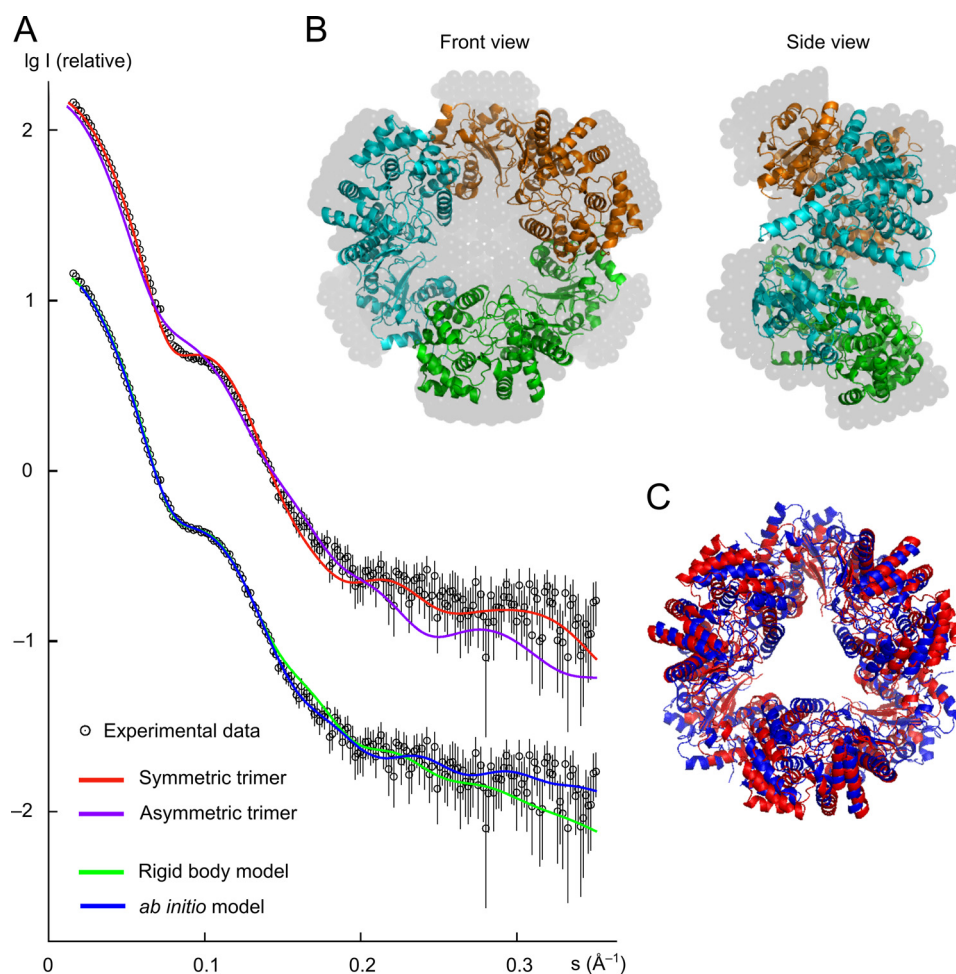 A
lg I (relative)
2
1
0
–1
–2
Experimental data
Symmetric trimer
Asymmetric trimer
Rigid body model
ab initio model
0
0.1
0.2
0.3
s (Å⁻¹)
B
Front view
Side view
C